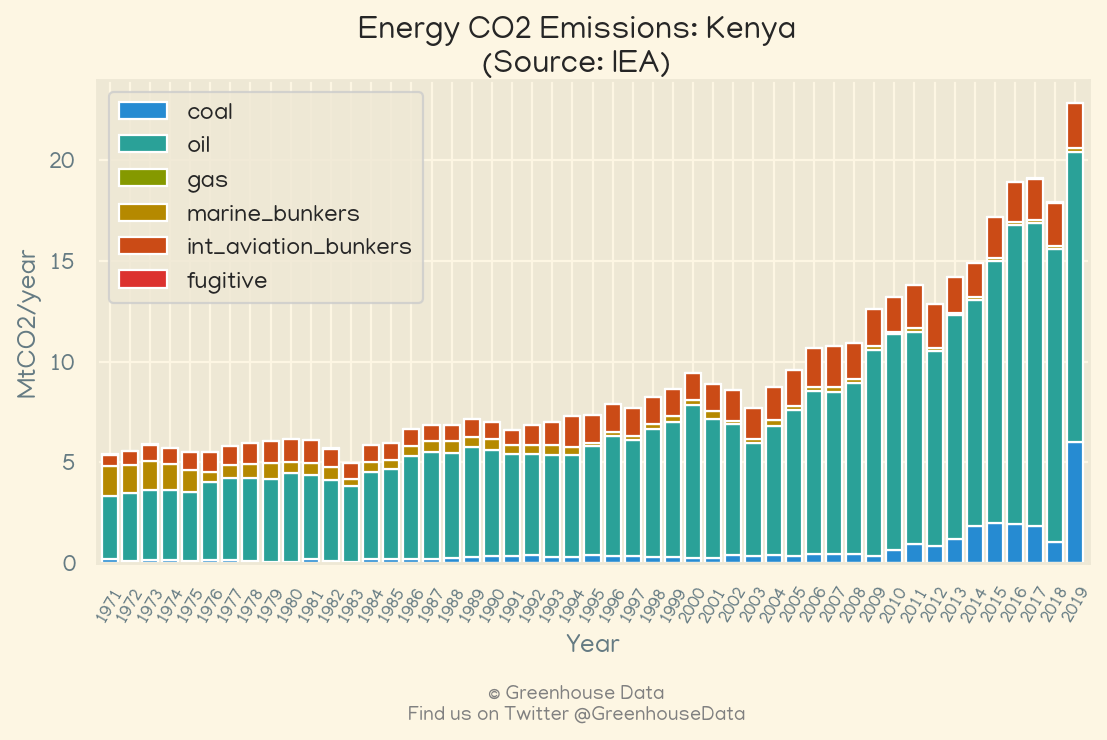 Energy CO2 Emissions: Kenya
(Source: IEA)
coal
oil
gas
marine_bunkers
int_aviation_bunkers
fugitive
MtCO2/year
20
15
10
5
0
1971 1972 1973 1974 1975 1976 1977 1978 1979 1980 1981 1982 1983 1984 1985 1986 1987 1988 1989 1990 1991 1992 1993 1994 1995 1996 1997 1998 1999 2000 2001 2002 2003 2004 2005 2006 2007 2008 2009 2010 2011 2012 2013 2014 2015 2016 2017 2018 2019
Year
© Greenhouse Data
Find us on Twitter @GreenhouseData